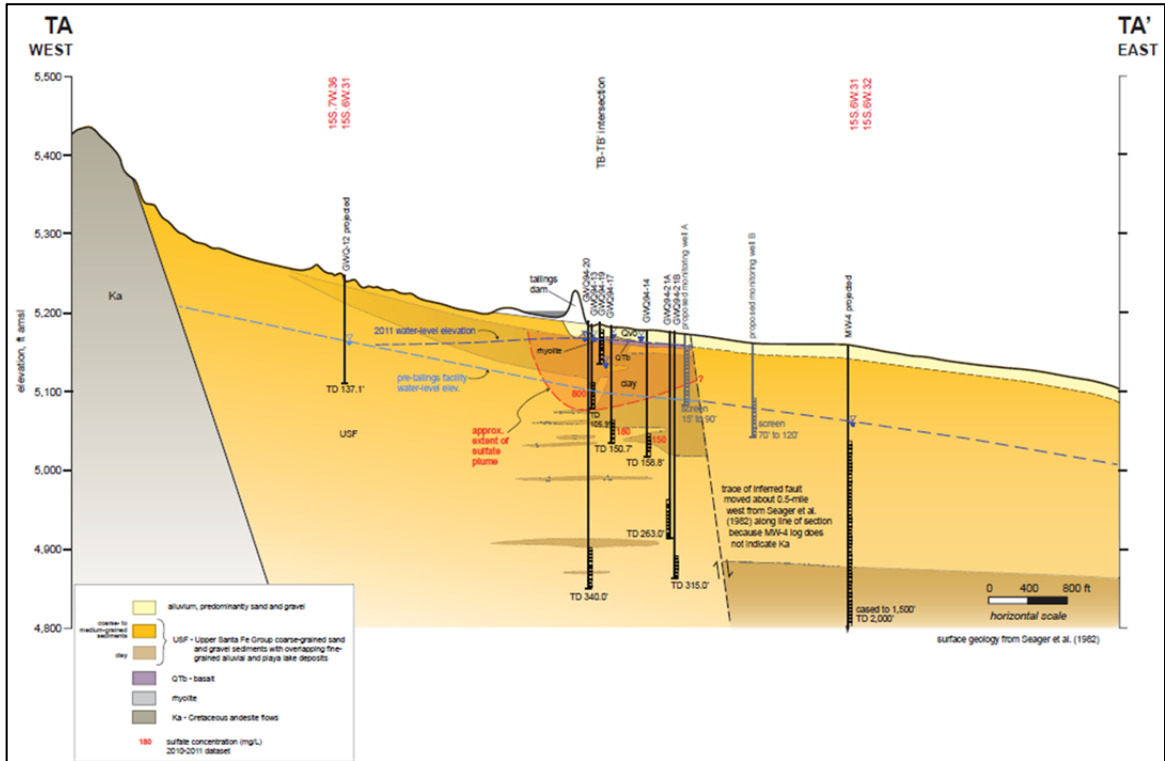 TA
WEST
TA'
EAST
15S.7W.36
15S.6W.31
TB-TB' intersection
15S.6W.31
15S.6W.32
elevation, ft amsl
5,500
5,400
5,300
5,200
5,100
5,000
4,900
4,800
Ka
USF
GWQ-12 projected
TD 137.1'
2011 water-level elevation
pre-tailings facility
water-level elev.
tailings
dam
GWQ94-20
GWQ94-13
GWQ94-19
GWQ94-17
GWQ94-14
GWQ94-21A
GWQ94-21B
proposed monitoring well A
proposed monitoring well B
MW-4 projected
rhyolite
QTb
clay
800
180
150
?
approx.
extent of
sulfate
plume
TD
TD 150.7'
TD 158.8'
TD 263.0'
TD 315.0'
TD 340.0'
screen
15' to 90'
screen
70' to 120'
trace of inferred fault
moved about 0.5-mile
west from Seager et al.
(1982) along line of section
because MW-4 log does
not indicate Ka
cased to 1,500'
TD 2,000'
0 400 800 ft
horizontal scale
surface geology from Seager et al. (1982)
alluvium, predominantly sand and gravel
coarse- to
medium-grained
sediments
clay
USF - Upper Santa Fe Group coarse-grained sand
and gravel sediments with overlapping fine-
grained alluvial and playa lake deposits
QTb - basalt
rhyolite
Ka - Cretaceous andesite flows
180 sulfate concentration (mg/L)
2010-2011 dataset